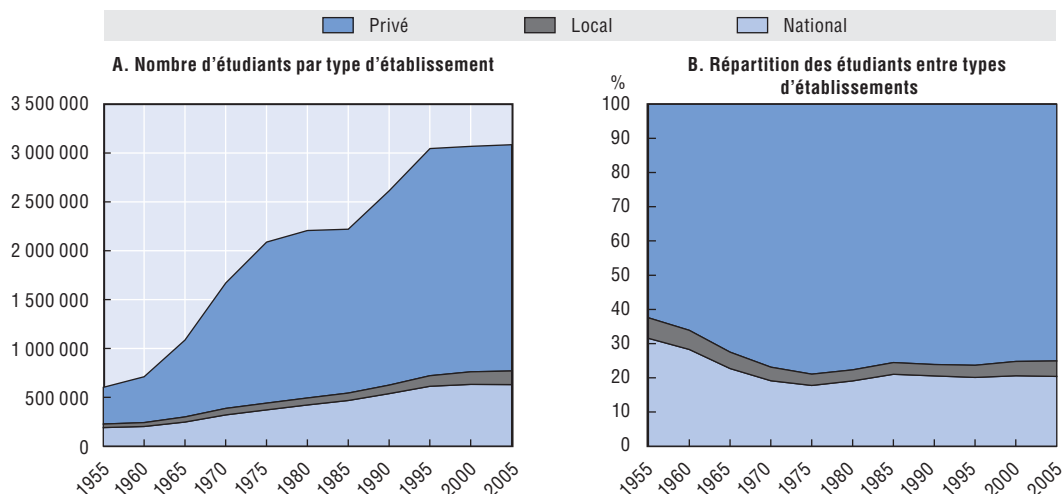 Privé Local National
A. Nombre d'étudiants par type d'établissement
3 500 000
3 000 000
2 500 000
2 000 000
1 500 000
1 000 000
500 000
0
1955 1960 1965 1970 1975 1980 1985 1990 1995 2000 2005
B. Répartition des étudiants entre types
d'établissements
%
100
90
80
70
60
50
40
30
20
10
0
1955 1960 1965 1970 1975 1980 1985 1990 1995 2000 2005